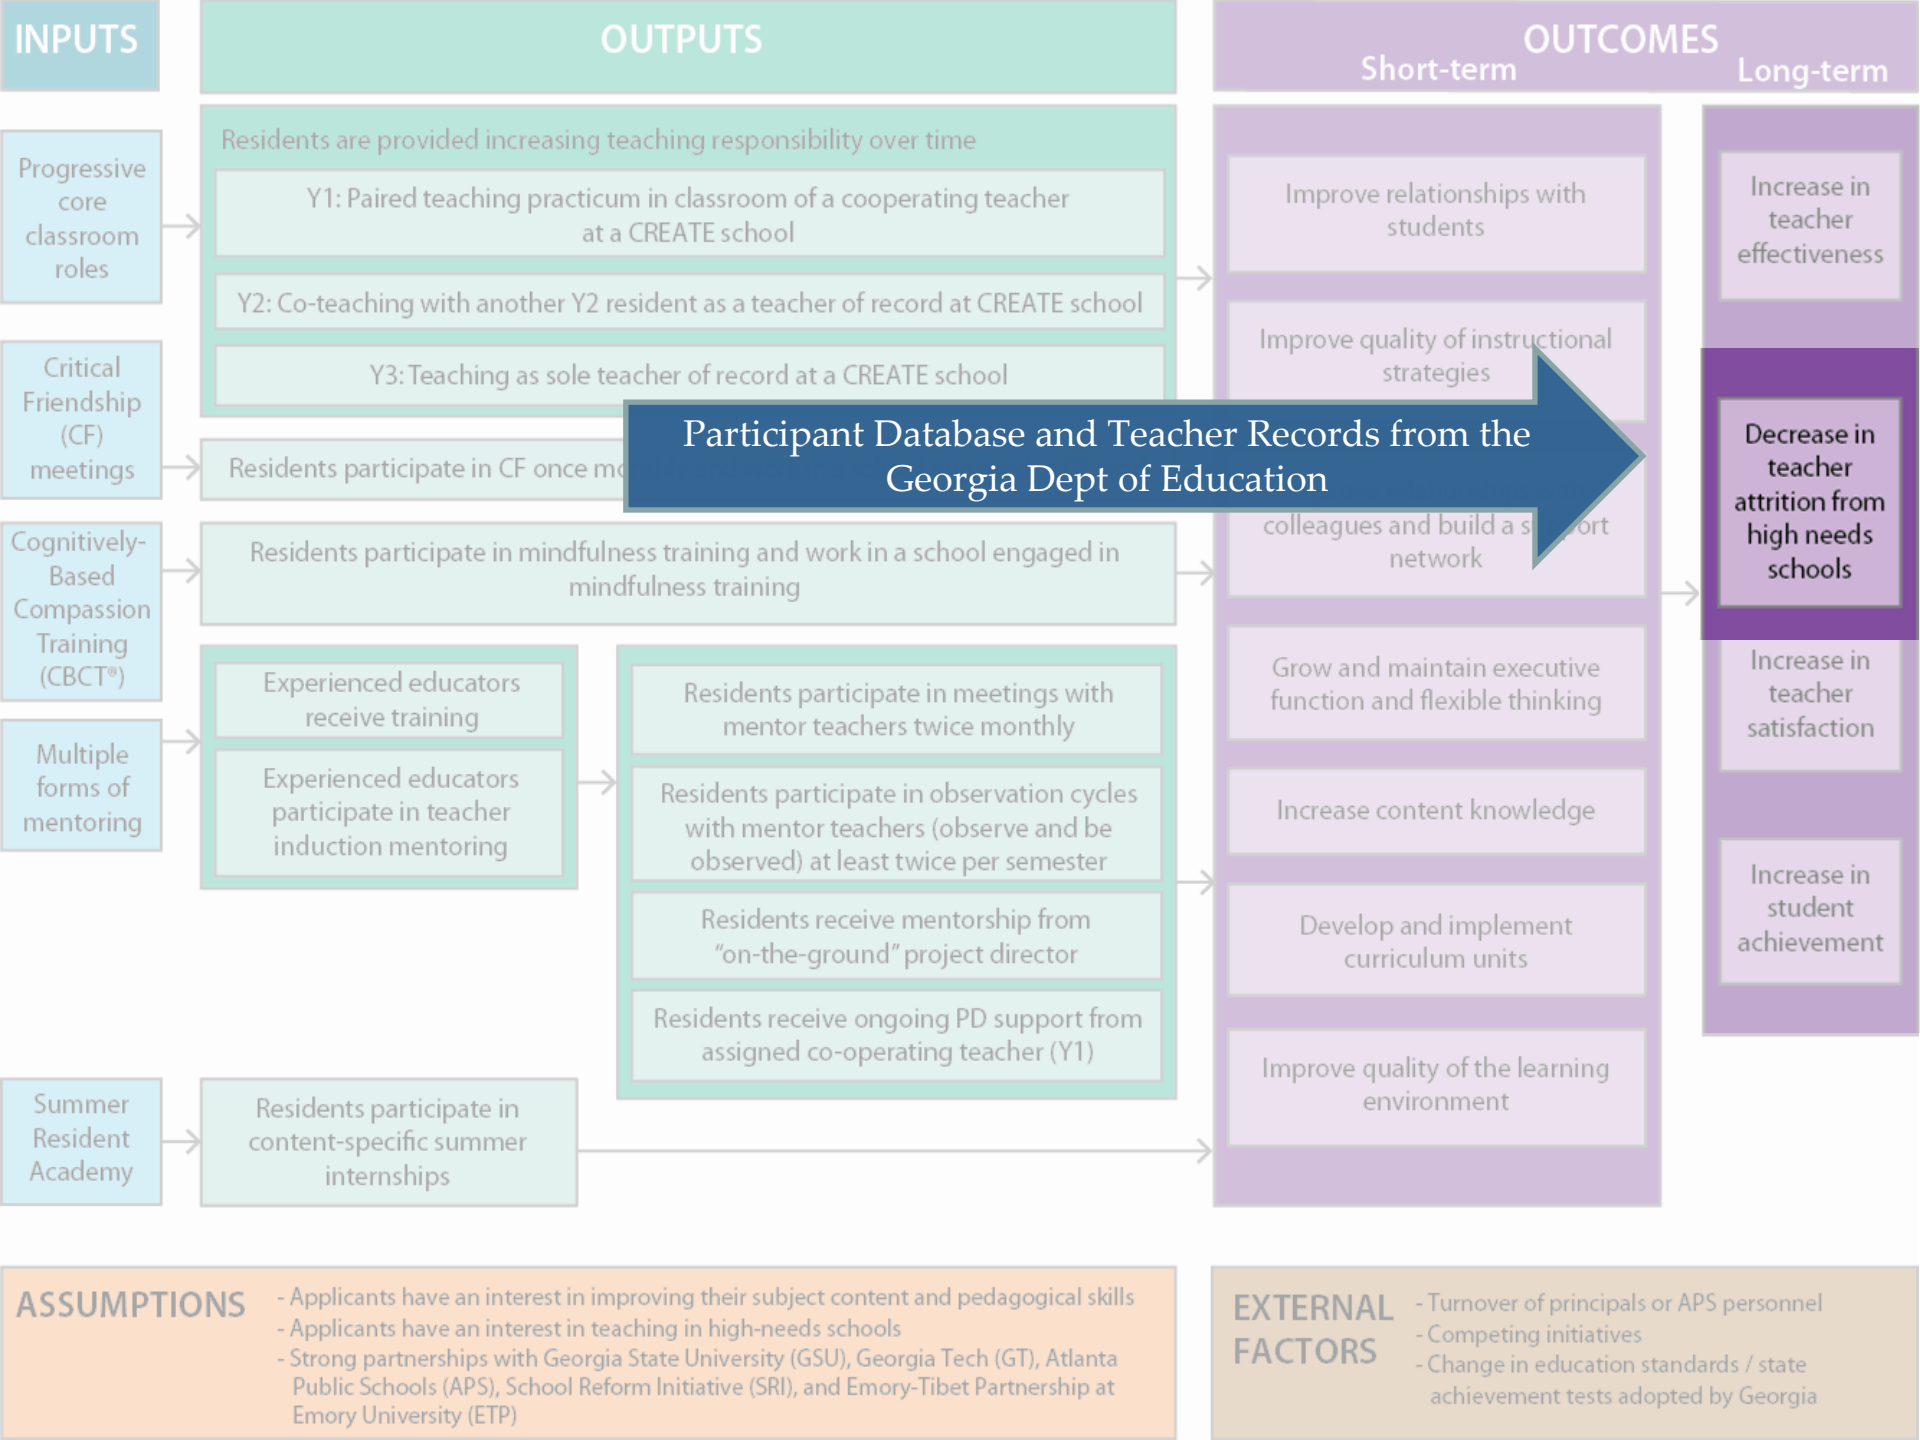 INPUTS
OUTPUTS
OUTCOMES
Short-term
Long-term
Progressive
core
classroom
roles
Residents are provided increasing teaching responsibility over time
Y1: Paired teaching practicum in classroom of a cooperating teacher
at a CREATE school
Y2: Co-teaching with another Y2 resident as a teacher of record at CREATE school
Y3: Teaching as sole teacher of record at a CREATE school
Critical
Friendship
(CF)
meetings
Residents participate in CF once
Participant Database and Teacher Records from the
Georgia Dept of Education
Cognitively-
Based
Compassion
Training
(CBCT®)
Residents participate in mindfulness training and work in a school engaged in
mindfulness training
Multiple
forms of
mentoring
Experienced educators
receive training
Experienced educators
participate in teacher
induction mentoring
Residents participate in meetings with
mentor teachers twice monthly
Residents participate in observation cycles
with mentor teachers (observe and be
observed) at least twice per semester
Residents receive mentorship from
“on-the-ground” project director
Residents receive ongoing PD support from
assigned co-operating teacher (Y1)
Summer
Resident
Academy
Residents participate in
content-specific summer
internships
Improve relationships with
students
Improve quality of instructional
strategies
colleagues and build a
network
Grow and maintain executive
function and flexible thinking
Increase content knowledge
Develop and implement
curriculum units
Improve quality of the learning
environment
Increase in
teacher
effectiveness
Decrease in
teacher
attrition from
high needs
schools
Increase in
teacher
satisfaction
Increase in
student
achievement
ASSUMPTIONS
- Applicants have an interest in improving their subject content and pedagogical skills
- Applicants have an interest in teaching in high-needs schools
- Strong partnerships with Georgia State University (GSU), Georgia Tech (GT), Atlanta
Public Schools (APS), School Reform Initiative (SRI), and Emory-Tibet Partnership at
Emory University (ETP)
EXTERNAL
FACTORS
- Turnover of principals or APS personnel
- Competing initiatives
- Change in education standards / state
achievement tests adopted by Georgia